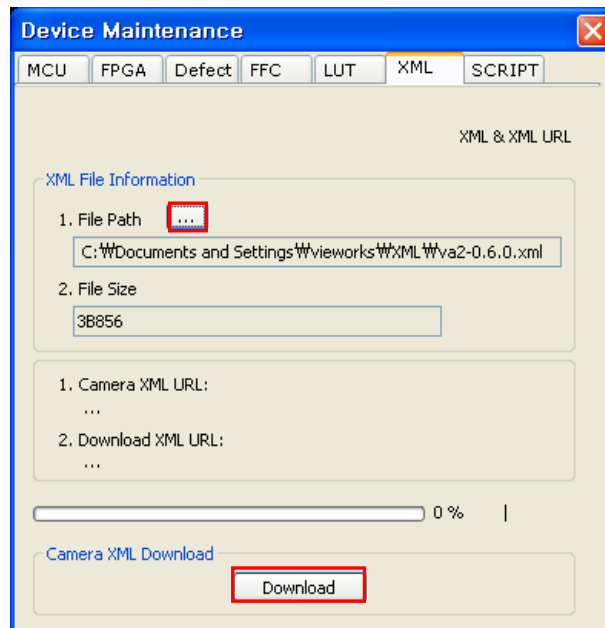 Device Maintenance
MCU FPGA Defect FFC LUT XML SCRIPT
XML & XML URL
XML File Information
1. File Path ...
C:₩Documents and Settings₩vieworks₩XML₩va2-0.6.0.xml
2. File Size
3B856
1. Camera XML URL:
...
2. Download XML URL:
...
0 % |
Camera XML Download
Download